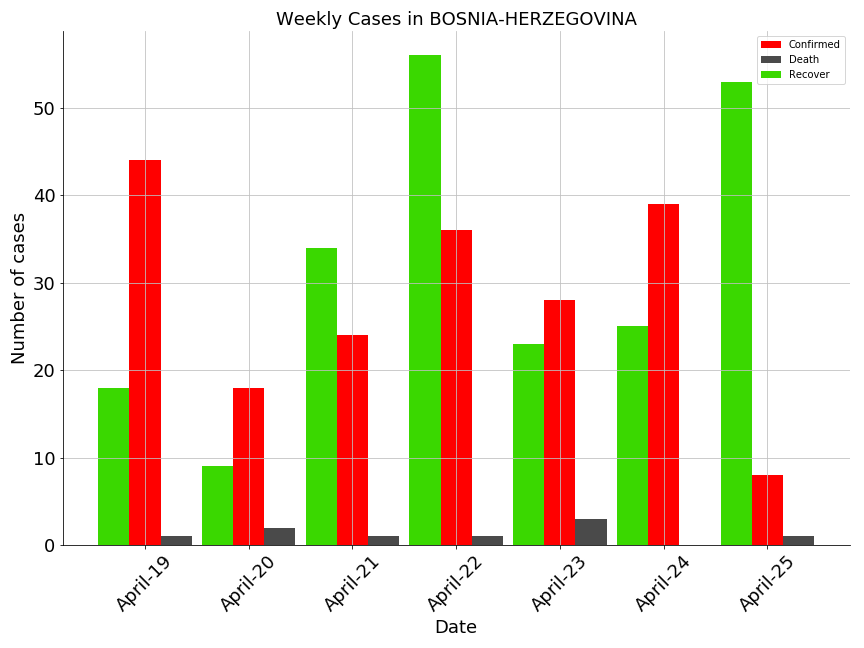 Weekly Cases in BOSNIA-HERZEGOVINA
Confirmed
Death
Recover
Number of cases
50
40
30
20
10
0
April-19
April-20
April-21
April-22
April-23
April-24
April-25
Date